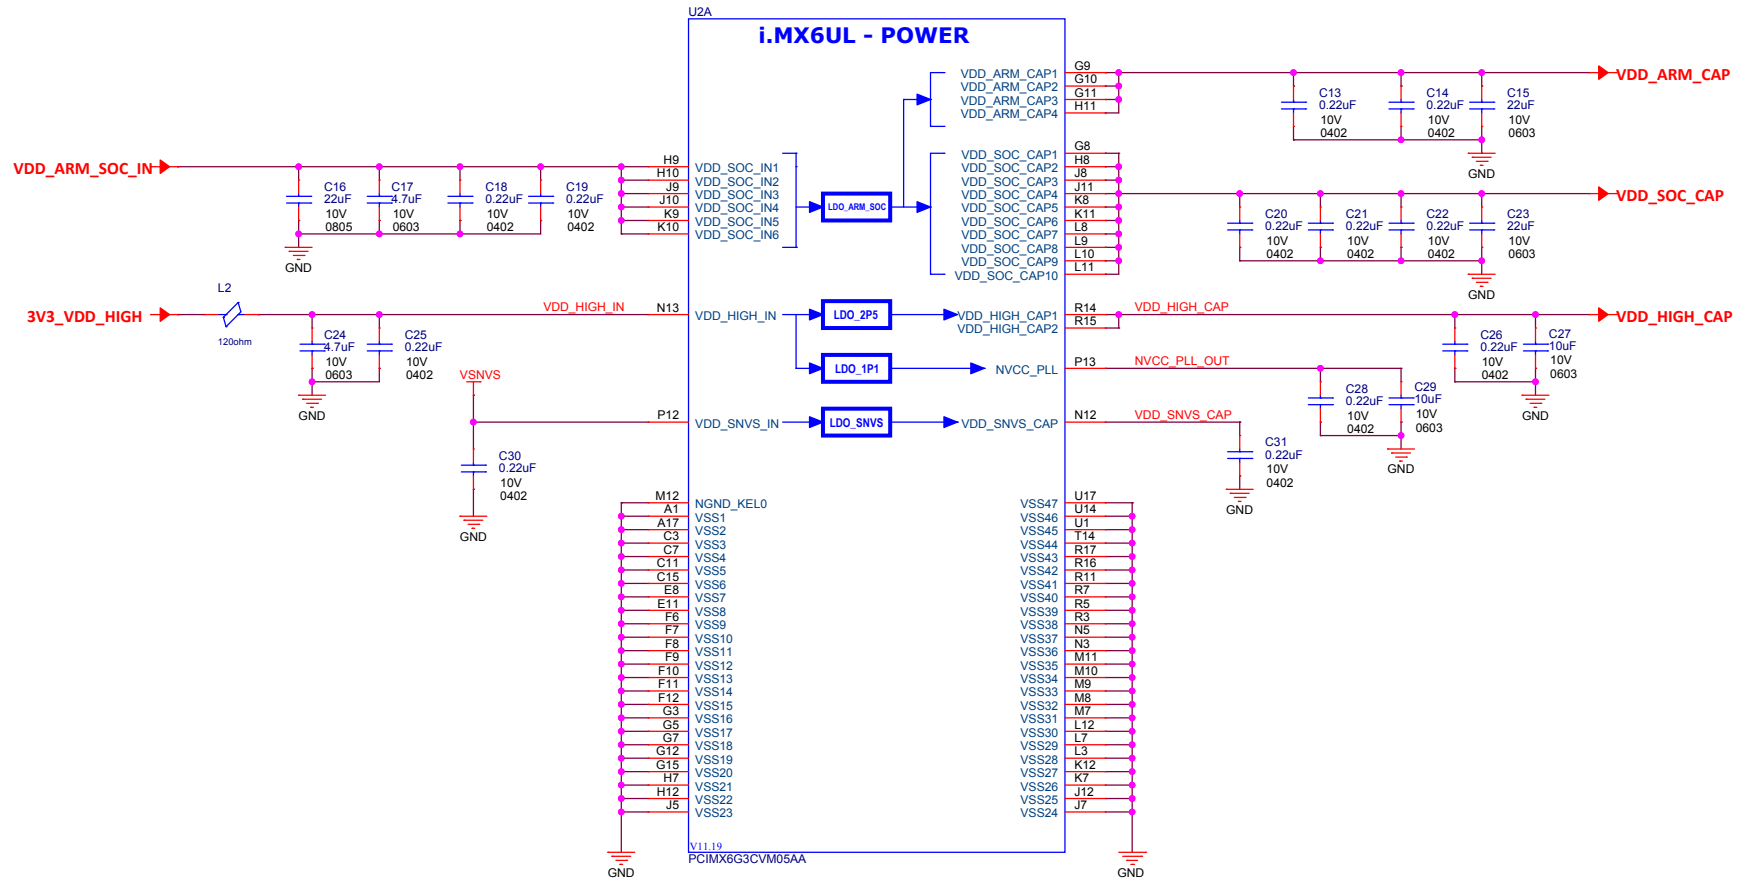 U2A
i.MX6UL - POWER
VDD_ARM_CAP1 G9
VDD_ARM_CAP2 G10
VDD_ARM_CAP3 G11
VDD_ARM_CAP4 H11
VDD_ARM_CAP
C13
0.22uF
10V
0402
C14
0.22uF
10V
0402
C15
22uF
10V
0603
GND
VDD_ARM_SOC_IN
C16
22uF
10V
0805
C17
4.7uF
10V
0603
C18
0.22uF
10V
0402
C19
0.22uF
10V
0402
GND
H9 VDD_SOC_IN1
H10 VDD_SOC_IN2
J9 VDD_SOC_IN3
J10 VDD_SOC_IN4
K9 VDD_SOC_IN5
K10 VDD_SOC_IN6
LDO_ARM_SOC
VDD_SOC_CAP1 G8
VDD_SOC_CAP2 H8
VDD_SOC_CAP3 J8
VDD_SOC_CAP4 J11
VDD_SOC_CAP5 K8
VDD_SOC_CAP6 K11
VDD_SOC_CAP7 L8
VDD_SOC_CAP8 L9
VDD_SOC_CAP9 L10
VDD_SOC_CAP10 L11
VDD_SOC_CAP
C20
0.22uF
10V
0402
C21
0.22uF
10V
0402
C22
0.22uF
10V
0402
C23
22uF
10V
0603
GND
3V3_VDD_HIGH
L2
120ohm
C24
4.7uF
10V
0603
C25
0.22uF
10V
0402
GND
VDD_HIGH_IN
N13 VDD_HIGH_IN
LDO_2P5
VDD_HIGH_CAP1 R14
VDD_HIGH_CAP2 R15
VDD_HIGH_CAP
VDD_HIGH_CAP
C26
0.22uF
10V
0402
C27
10uF
10V
0603
GND
LDO_1P1
NVCC_PLL P13
NVCC_PLL_OUT
C28
0.22uF
10V
0402
C29
10uF
10V
0603
GND
VSNVS
C30
0.22uF
10V
0402
GND
P12 VDD_SNVS_IN
LDO_SNVS
VDD_SNVS_CAP N12
VDD_SNVS_CAP
C31
0.22uF
10V
0402
GND
M12 NGND_KEL0
A1 VSS1
A17 VSS2
C3 VSS3
C7 VSS4
C11 VSS5
C15 VSS6
E8 VSS7
E11 VSS8
F6 VSS9
F7 VSS10
F8 VSS11
F9 VSS12
F10 VSS13
F11 VSS14
F12 VSS15
G3 VSS16
G5 VSS17
G7 VSS18
G12 VSS19
G15 VSS20
H7 VSS21
H12 VSS22
J5 VSS23
GND
VSS47 U17
VSS46 U14
VSS45 U1
VSS44 T14
VSS43 R17
VSS42 R16
VSS41 R11
VSS40 R7
VSS39 R5
VSS38 R3
VSS37 N5
VSS36 N3
VSS35 M11
VSS34 M10
VSS33 M9
VSS32 M8
VSS31 M7
VSS30 L12
VSS29 L7
VSS28 L3
VSS27 K12
VSS26 K7
VSS25 J12
VSS24 J7
GND
V11.19
PCIMX6G3CVM05AA